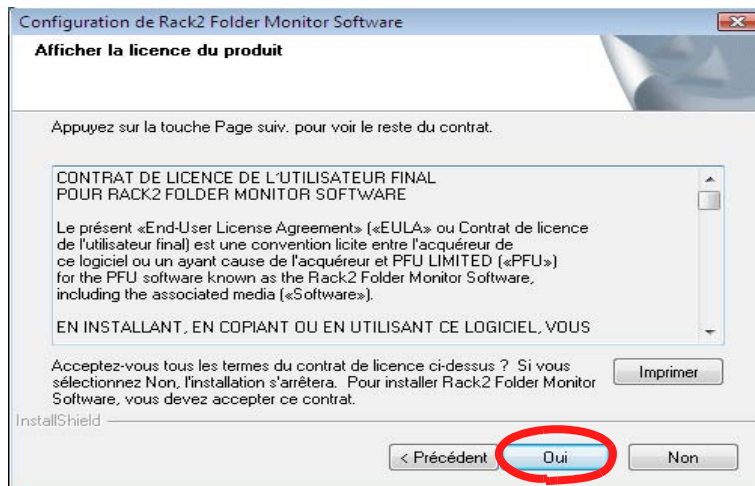 Configuration de Rack2 Folder Monitor Software
Afficher la licence du produit
Appuyez sur la touche Page suiv. pour voir le reste du contrat.
CONTRAT DE LICENCE DE L'UTILISATEUR FINAL
POUR RACK2 FOLDER MONITOR SOFTWARE
Le présent «End-User License Agreement» («EULA» ou Contrat de licence
de l'utilisateur final) est une convention licite entre l'acquéreur de
ce logiciel ou un ayant cause de l'acquéreur et PFU LIMITED («PFU»)
for the PFU software known as the Rack2 Folder Monitor Software,
including the associated media («Software»).
EN INSTALLANT, EN COPIANT OU EN UTILISANT CE LOGICIEL, VOUS
Acceptez-vous tous les termes du contrat de licence ci-dessus ? Si vous
sélectionnez Non, l'installation s'arrêtera. Pour installer Rack2 Folder Monitor
Software, vous devez accepter ce contrat.
Imprimer
InstallShield
< Précédent
Oui
Non